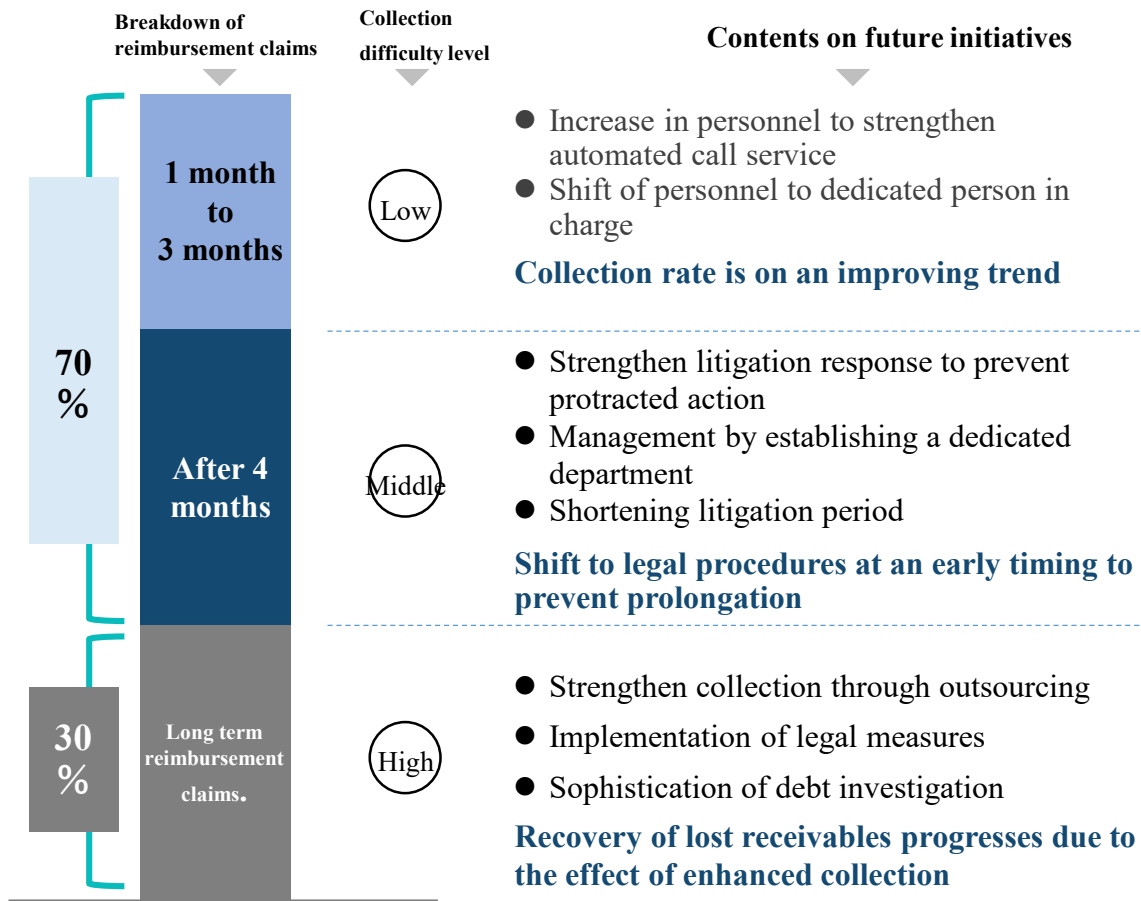 Breakdown of
reimbursement claims
Collection
difficulty level
Contents on future initiatives
70
%
1 month
to
3 months
Low
● Increase in personnel to strengthen
automated call service
● Shift of personnel to dedicated person in
charge
Collection rate is on an improving trend
After 4
months
Middle
● Strengthen litigation response to prevent
protracted action
● Management by establishing a dedicated
department
● Shortening litigation period
Shift to legal procedures at an early timing to
prevent prolongation
30
%
Long term
reimbursement
claims.
High
● Strengthen collection through outsourcing
● Implementation of legal measures
● Sophistication of debt investigation
Recovery of lost receivables progresses due to
the effect of enhanced collection